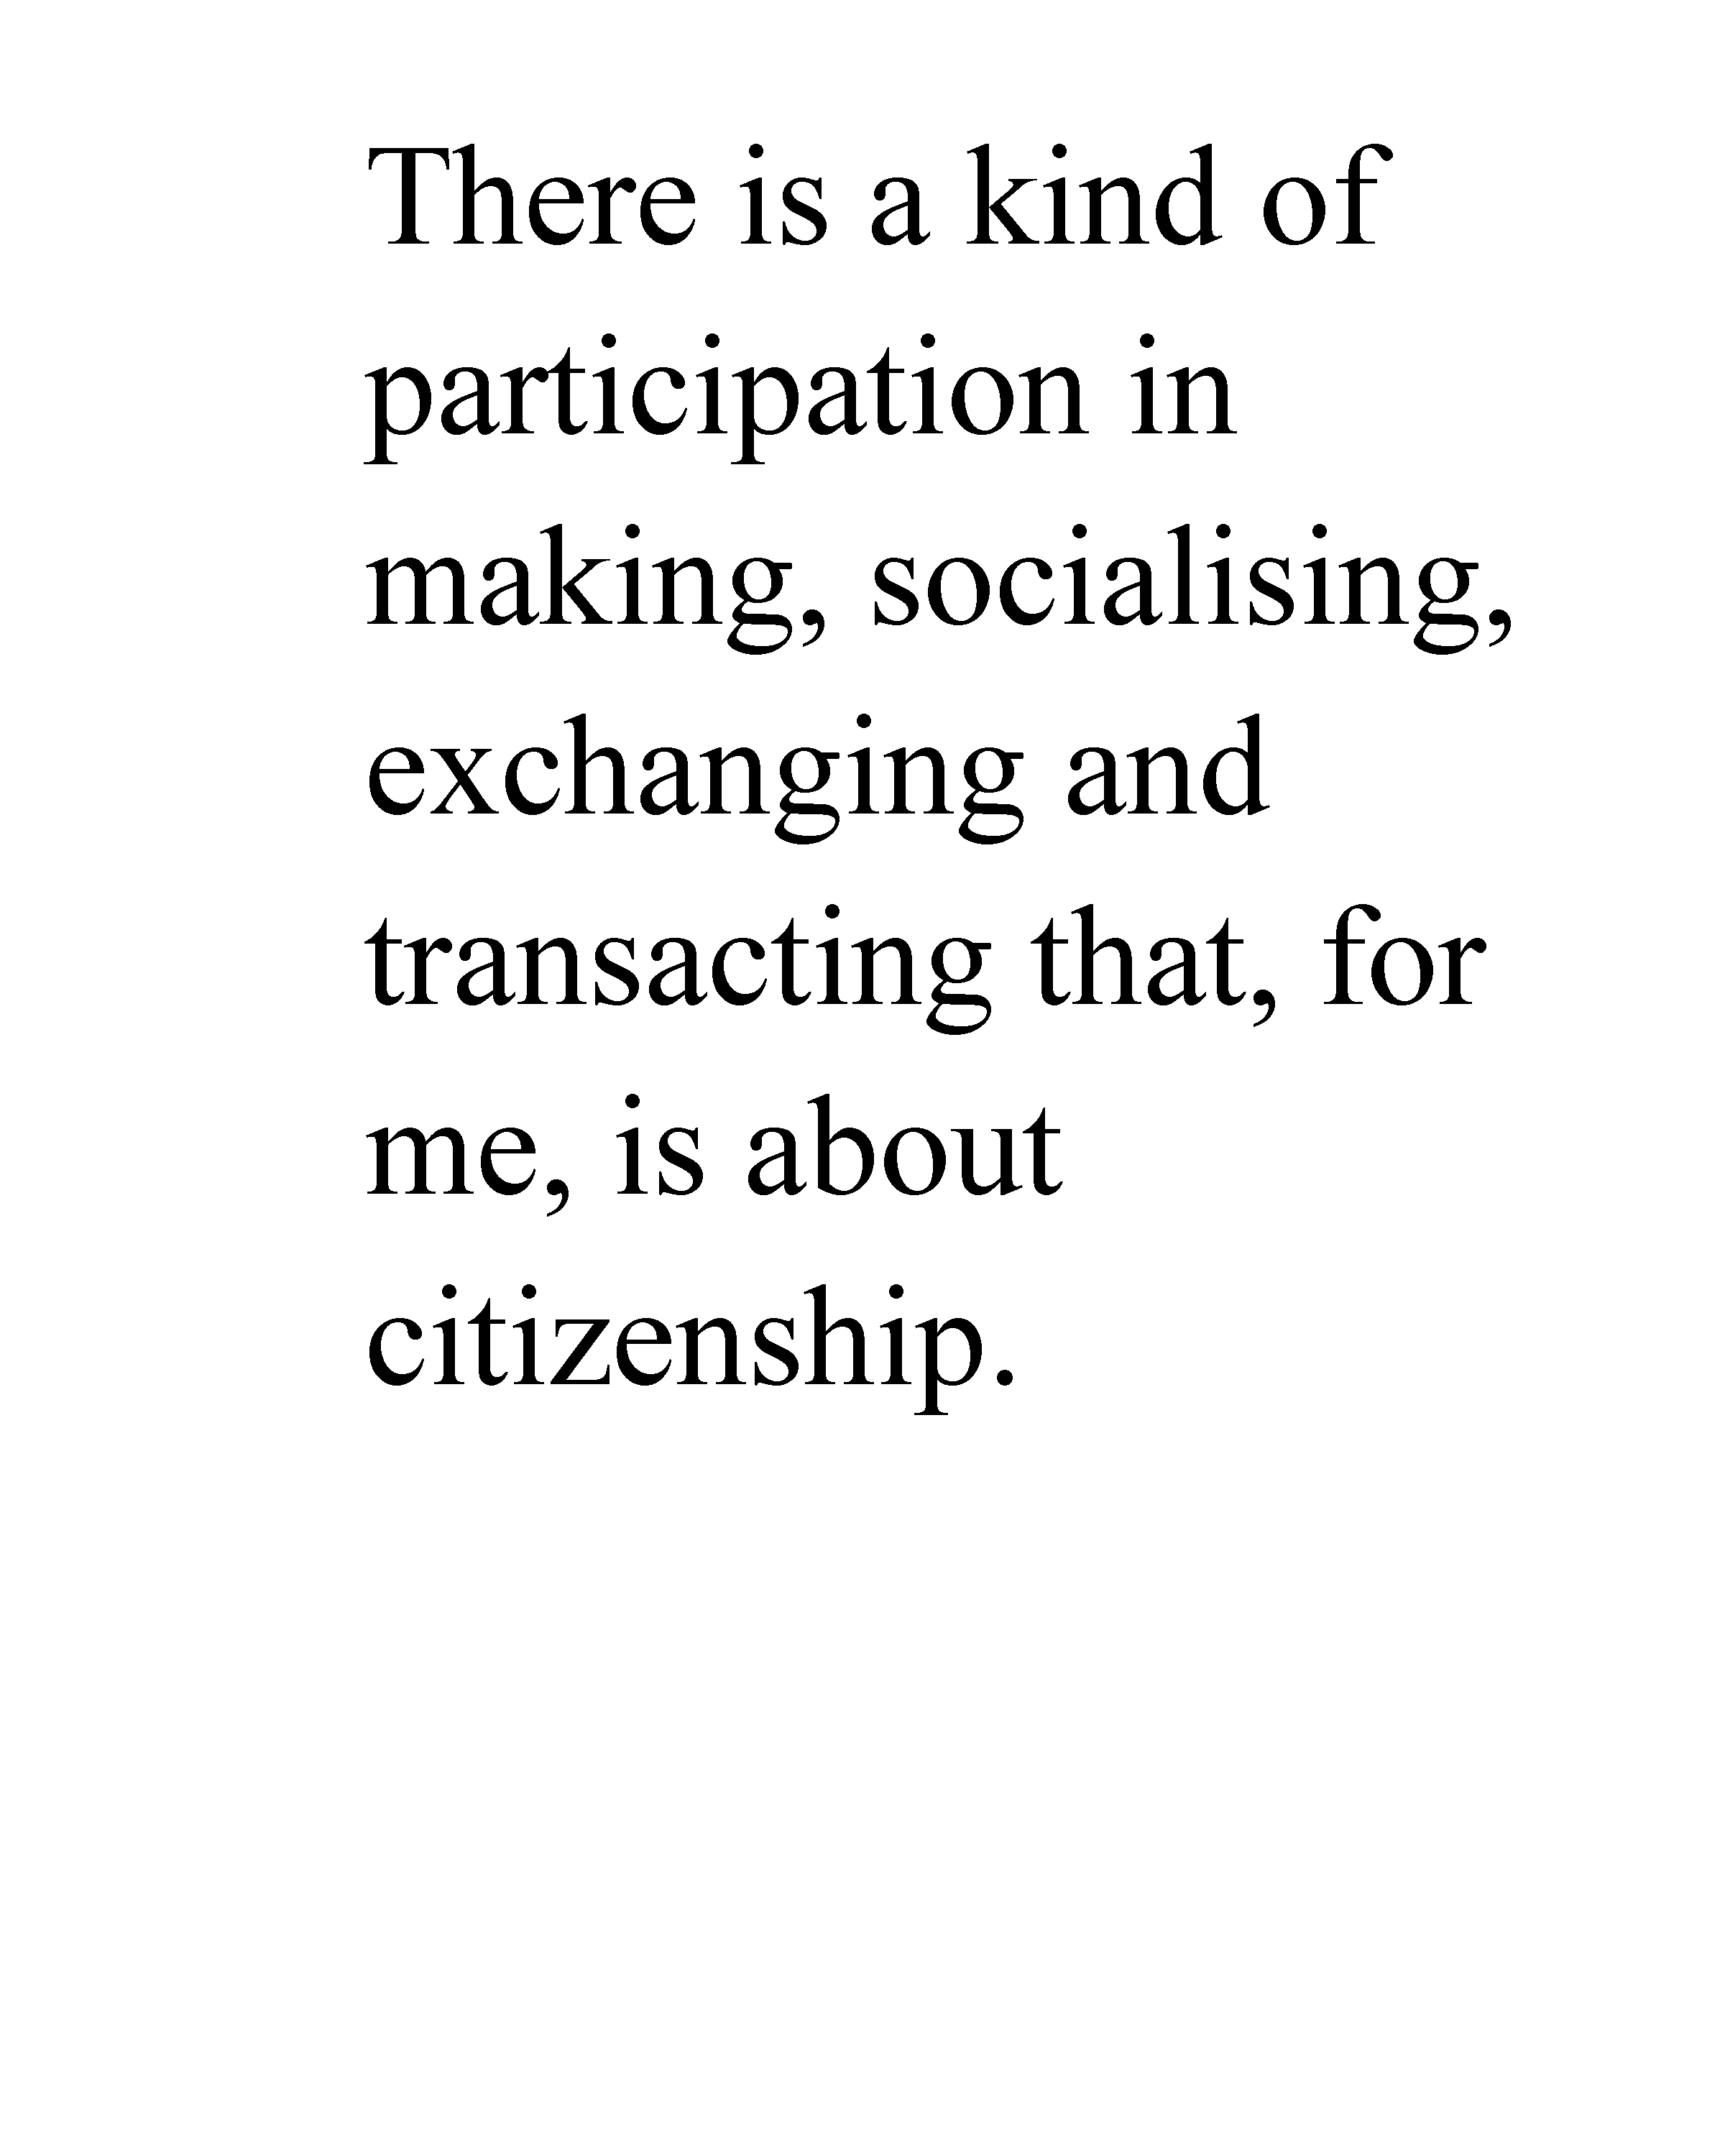 There is a kind of
participation in
making, socialising,
exchanging and
transacting that, for
me, is about
citizenship.